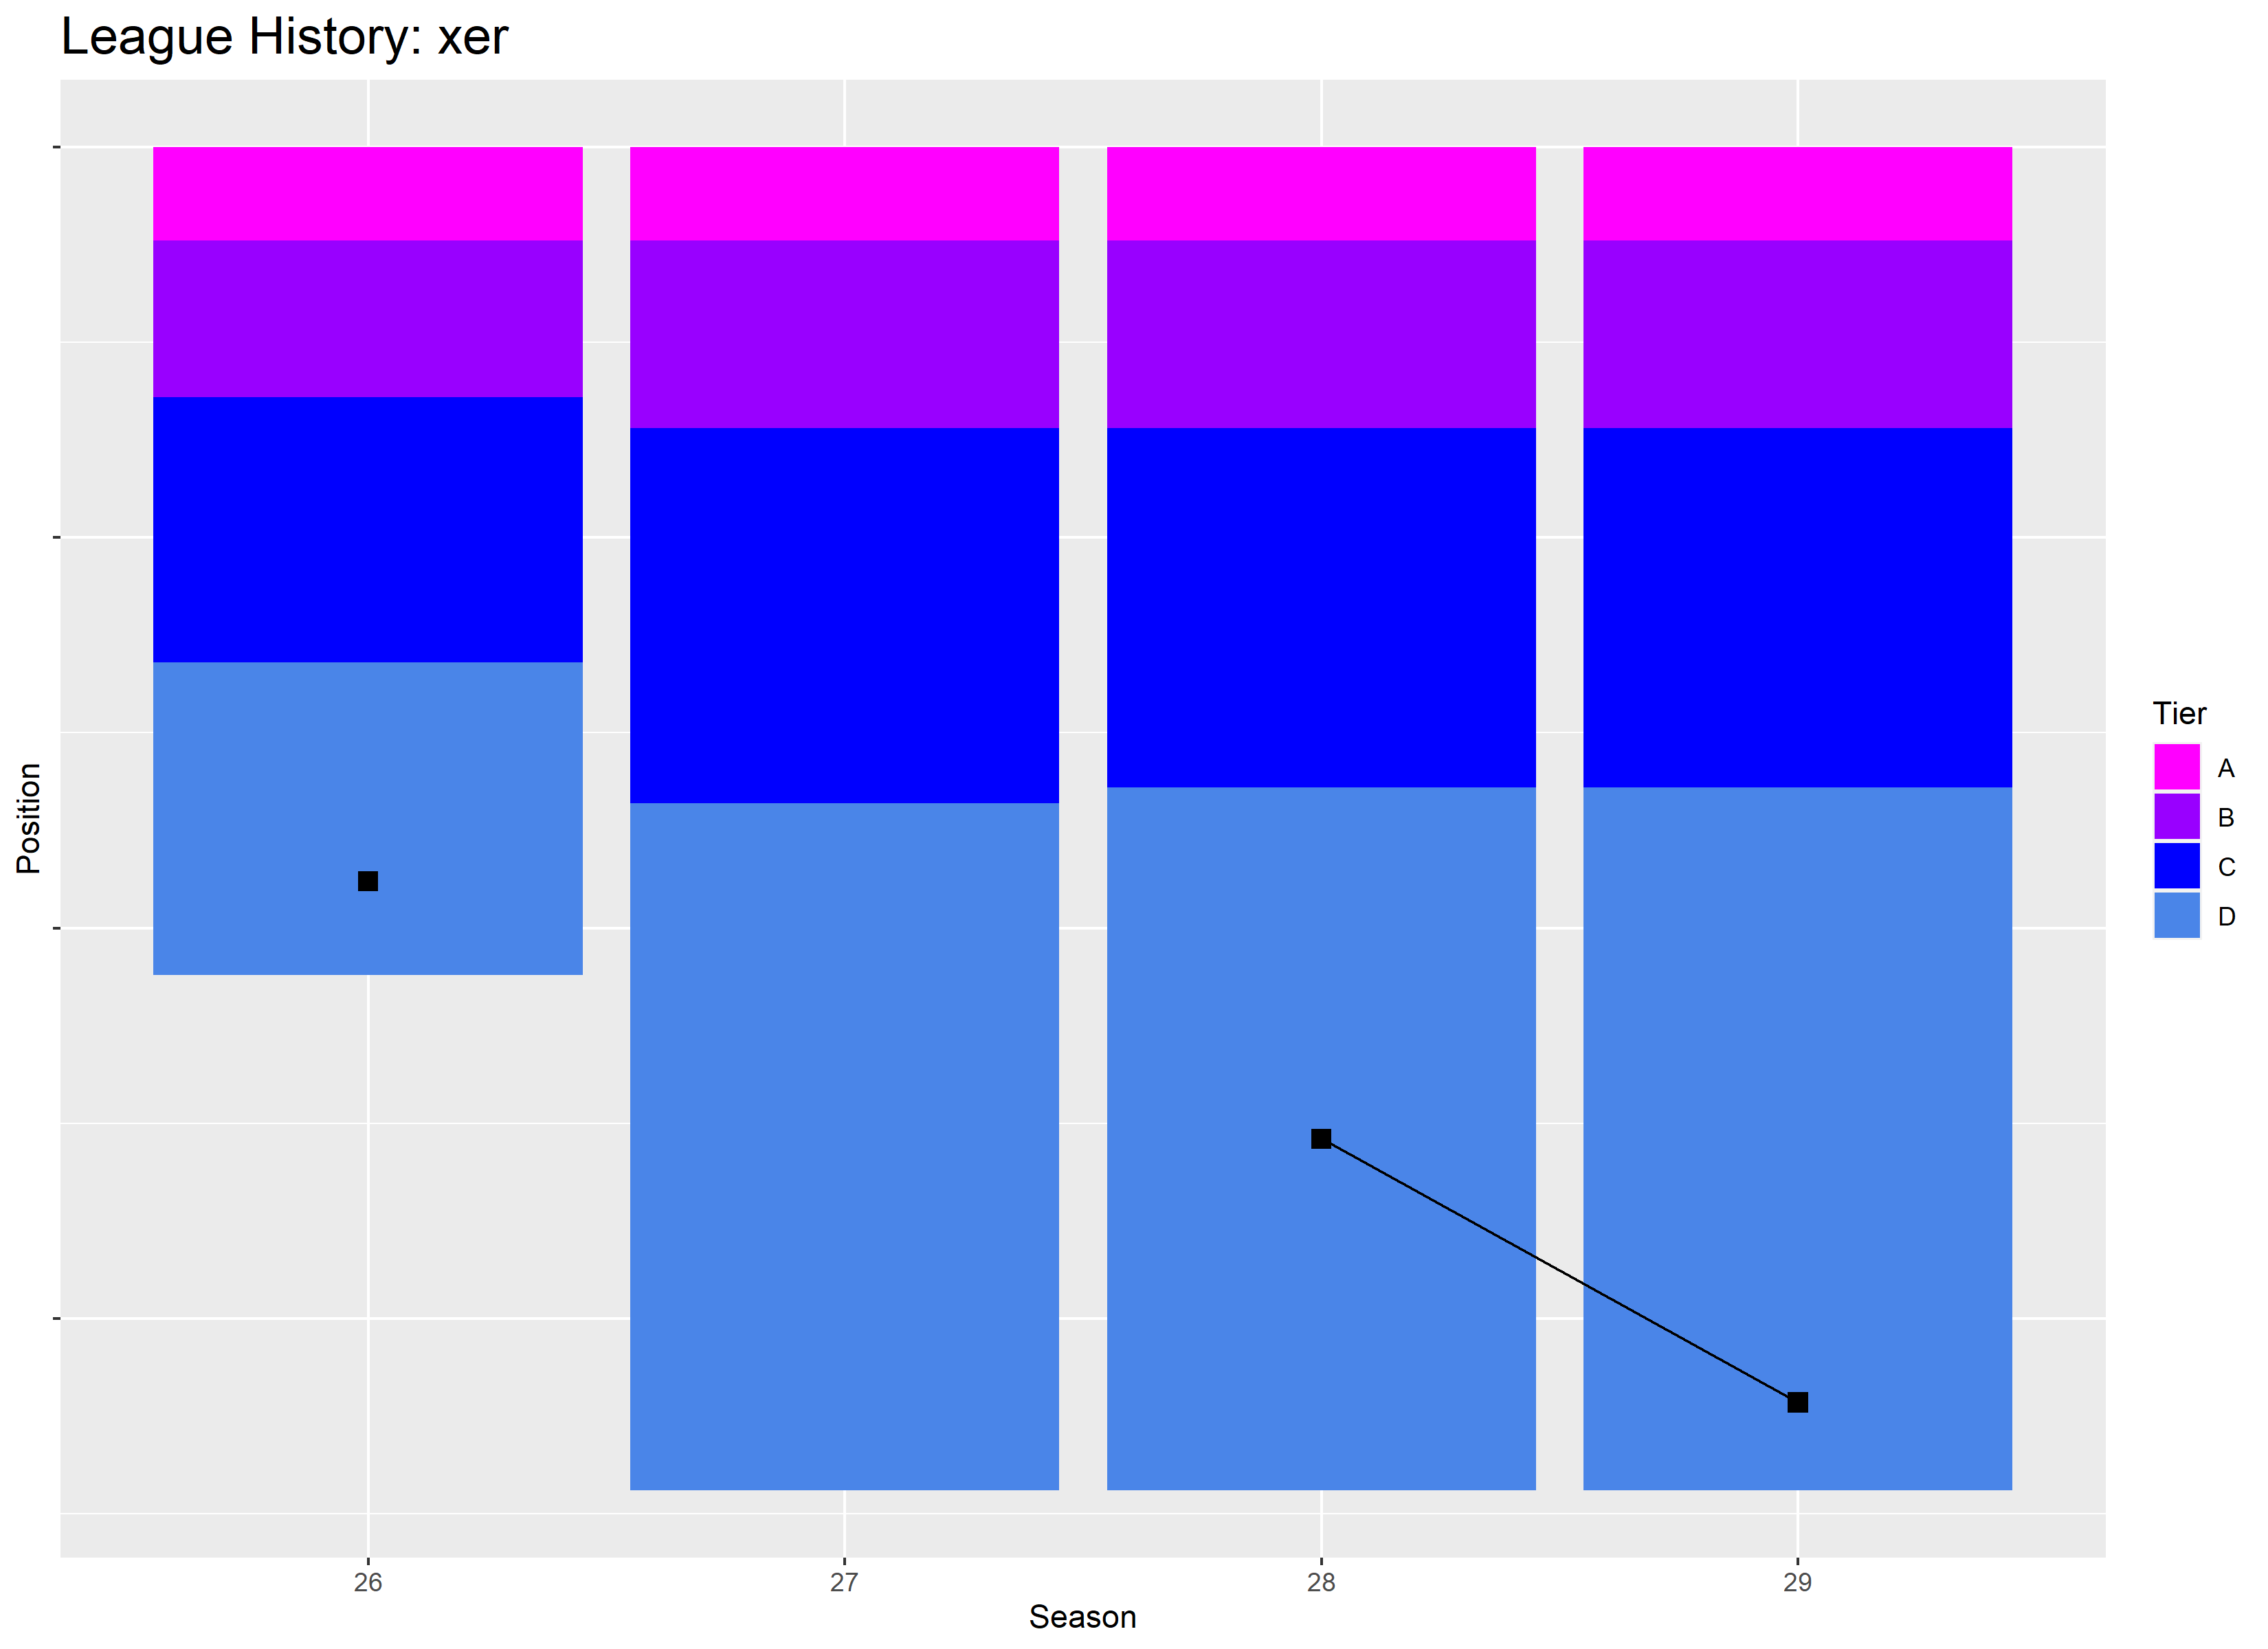 League History: xer
Position
26
27
28
29
Season
Tier
A
B
C
D